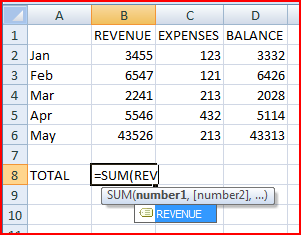 A B C D
1 REVENUE EXPENSES BALANCE
2 Jan 3455 123 3332
3 Feb 6547 121 6426
4 Mar 2241 213 2028
5 Apr 5546 432 5114
6 May 43526 213 43313
7
8 TOTAL =SUM(REV
9 SUM(number1, [number2], ...)
10 REVENUE